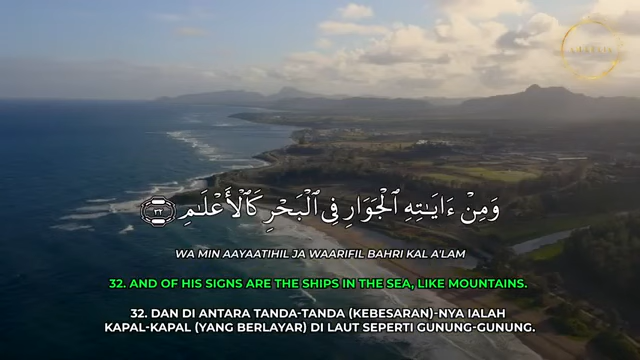 وَمِنْ ءَايَٰتِهِ ٱلْجَوَارِ فِى ٱلْبَحْرِ كَٱلْأَعْلَٰمِ ٣٢
WA MIN AAYAATIHIL JA WAARIFIL BAHRI KAL A'LAM
32. AND OF HIS SIGNS ARE THE SHIPS IN THE SEA, LIKE MOUNTAINS.
32. DAN DI ANTARA TANDA-TANDA (KEBESARAN)-NYA IALAH
KAPAL-KAPAL (YANG BERLAYAR) DI LAUT SEPERTI GUNUNG-GUNUNG.